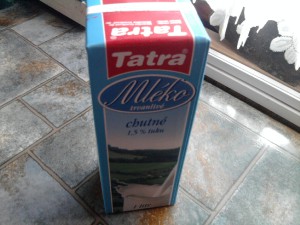 Tatra
Tatra
Mléko
trvanlivé
chutné
1,5 % tuku